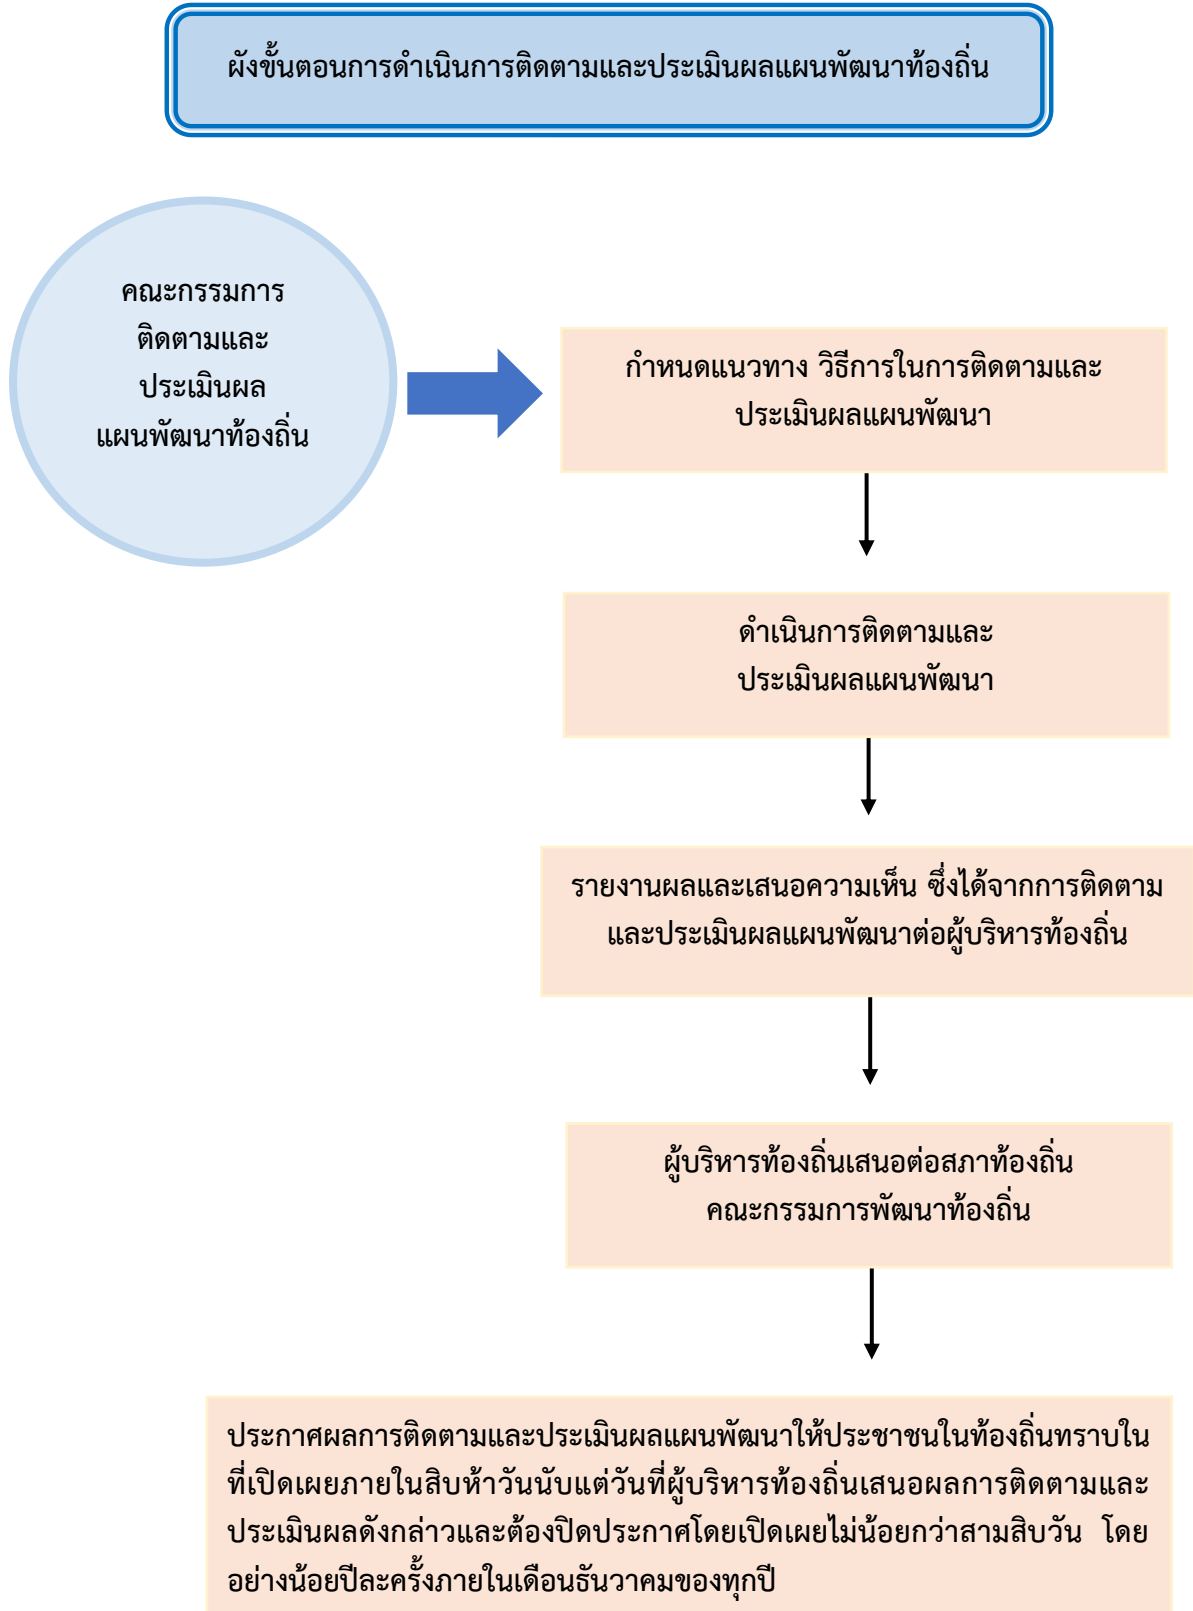 ผังขั้นตอนการดำเนินการติดตามและประเมินผลแผนพัฒนาท้องถิ่น
คณะกรรมการ
ติดตามและ
ประเมินผล
แผนพัฒนาท้องถิ่น
กำหนดแนวทาง วิธีการในการติดตามและ
ประเมินผลแผนพัฒนา
ดำเนินการติดตามและ
ประเมินผลแผนพัฒนา
รายงานผลและเสนอความเห็น ซึ่งได้จากการติดตาม
และประเมินผลแผนพัฒนาต่อผู้บริหารท้องถิ่น
ผู้บริหารท้องถิ่นเสนอต่อสภาท้องถิ่น
คณะกรรมการพัฒนาท้องถิ่น
ประกาศผลการติดตามและประเมินผลแผนพัฒนาให้ประชาชนในท้องถิ่นทราบใน
ที่เปิดเผยภายในสิบห้าวันนับแต่วันที่ผู้บริหารท้องถิ่นเสนอผลการติดตามและ
ประเมินผลดังกล่าวและต้องปิดประกาศโดยเปิดเผยไม่น้อยกว่าสามสิบวัน โดย
อย่างน้อยปีละครั้งภายในเดือนธันวาคมของทุกปี